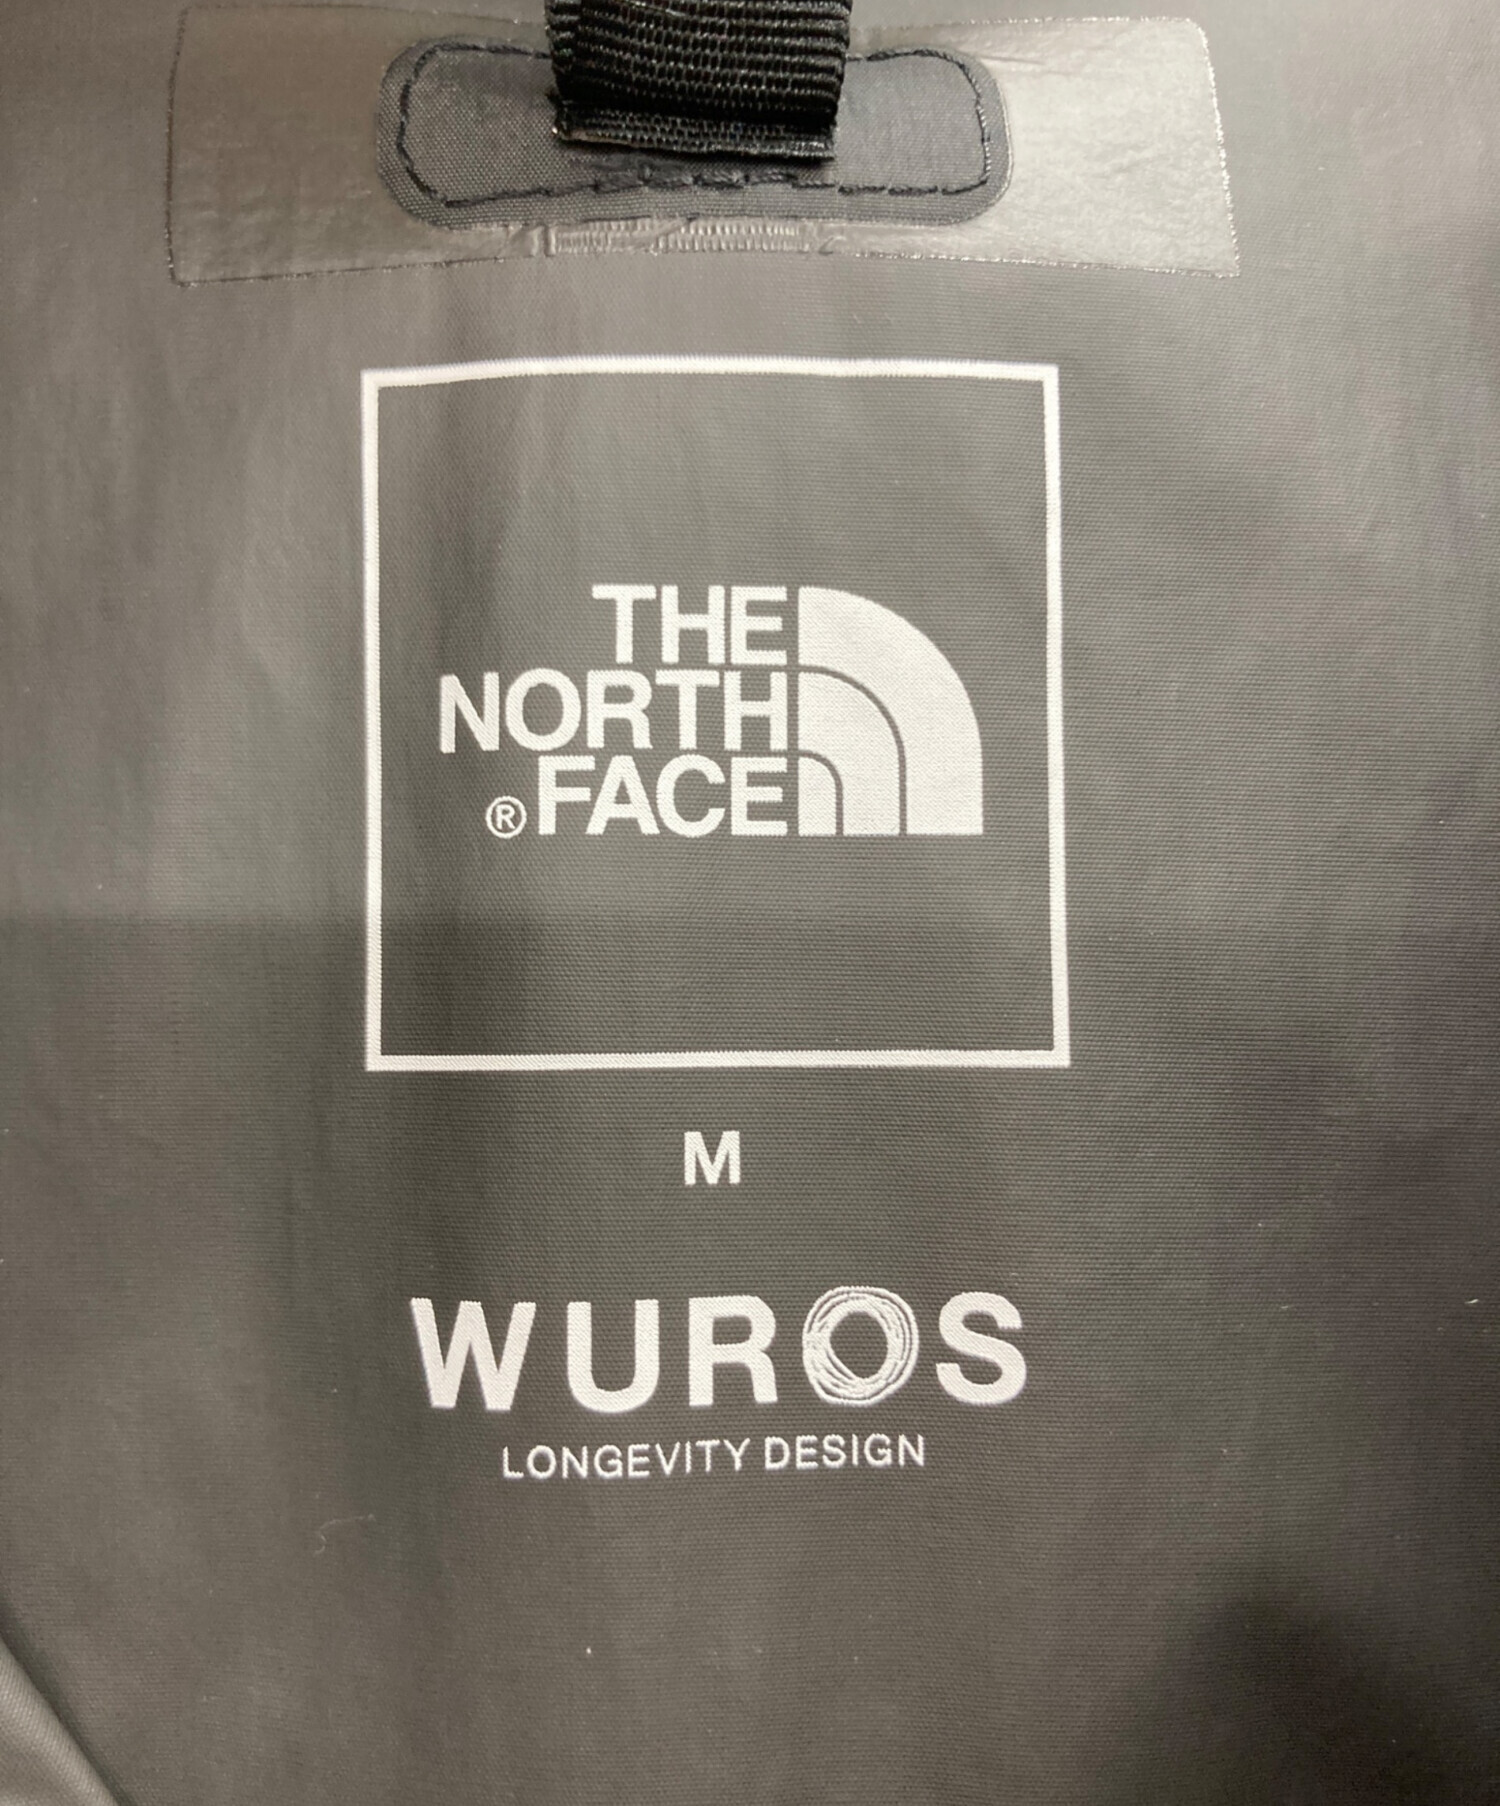 THE
NORTH
®FACE
M
WUROS
LONGEVITY DESIGN